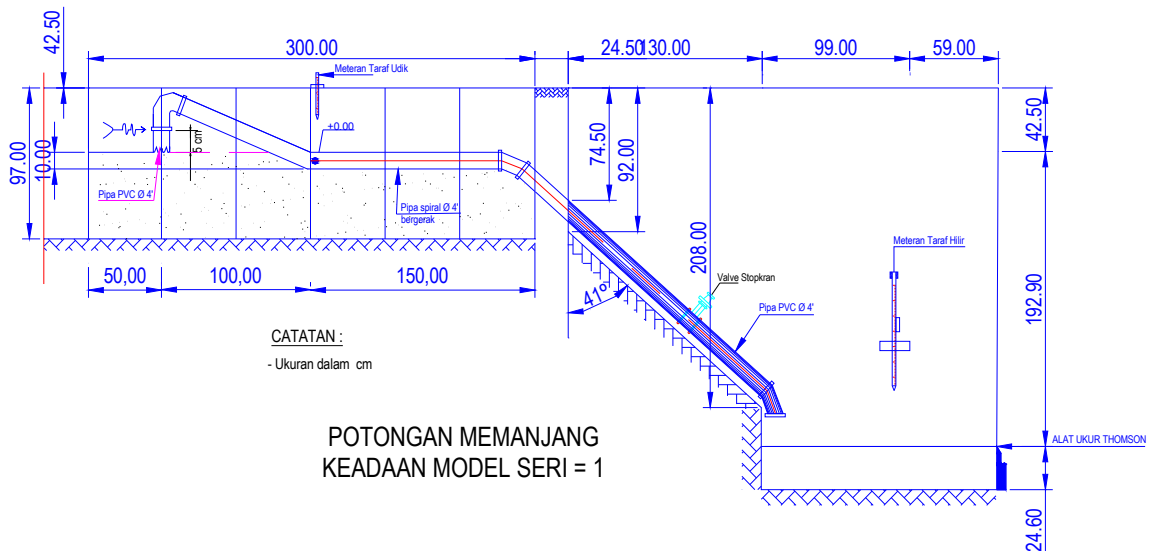 42.50
300.00
24.50
130.00
99.00
59.00
Meteran Taraf Udik
+0.00
5 cm
97.00
10.00
74.50
92.00
42.50
Pipa PVC Ø 4'
Pipa spiral Ø 4'
bergerak
208.00
Meteran Taraf Hilir
50,00
100,00
150,00
41°
Valve Stopkran
Pipa PVC Ø 4'
192.90
CATATAN :
- Ukuran dalam cm
POTONGAN MEMANJANG
KEADAAN MODEL SERI = 1
ALAT UKUR THOMSON
24.60